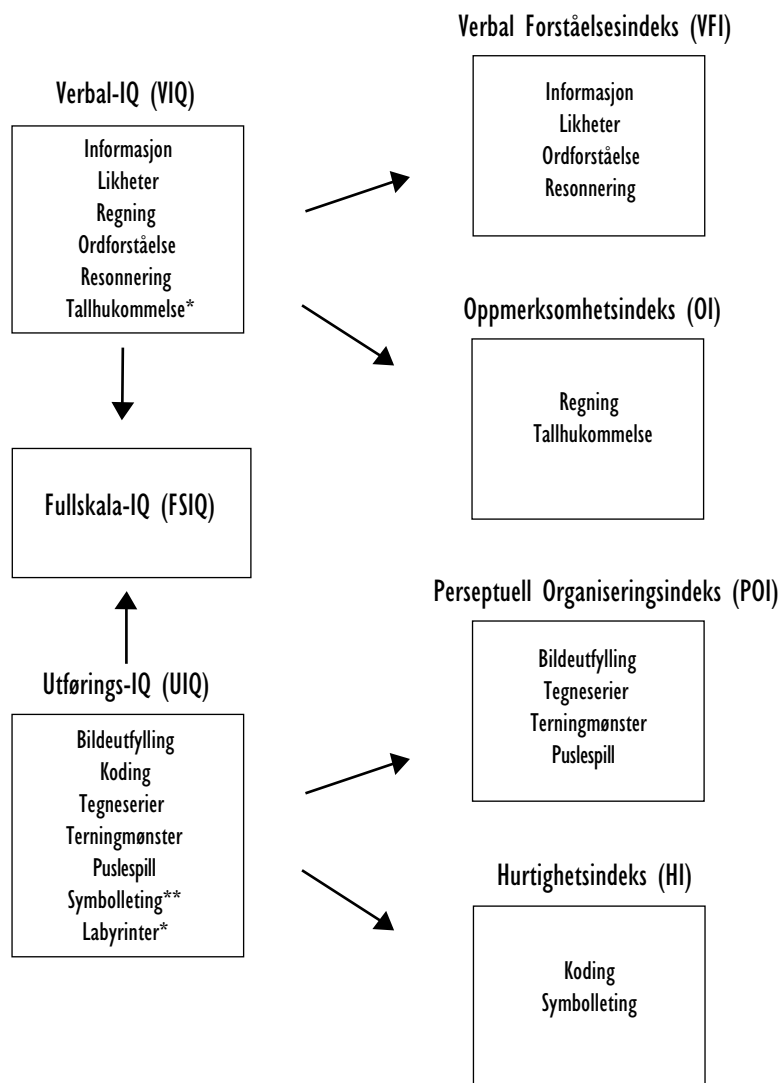 Verbal-IQ (VIQ)
Informasjon
Likheter
Regning
Ordforståelse
Resonnering
Tallhukommelse*
Fullskala-IQ (FSIQ)
Utførings-IQ (UIQ)
Bildeutfylling
Koding
Tegneserier
Terningmønster
Puslespill
Symbolleting**
Labyrinter*
Verbal Forståelsesindeks (VFI)
Informasjon
Likheter
Ordforståelse
Resonnering
Oppmerksomhetsindeks (OI)
Regning
Tallhukommelse
Perseptuell Organiseringsindeks (POI)
Bildeutfylling
Tegneserier
Terningmønster
Puslespill
Hurtighetsindeks (HI)
Koding
Symbolleting